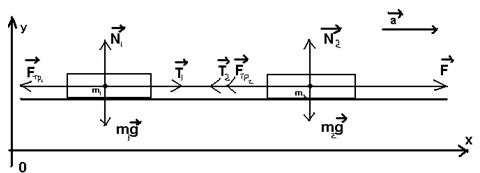 y N₁ N₂ a
Fтр₁ T₁ T₂ Fтр₂ F
m₁ m₂
m₁g m₂g
x
0